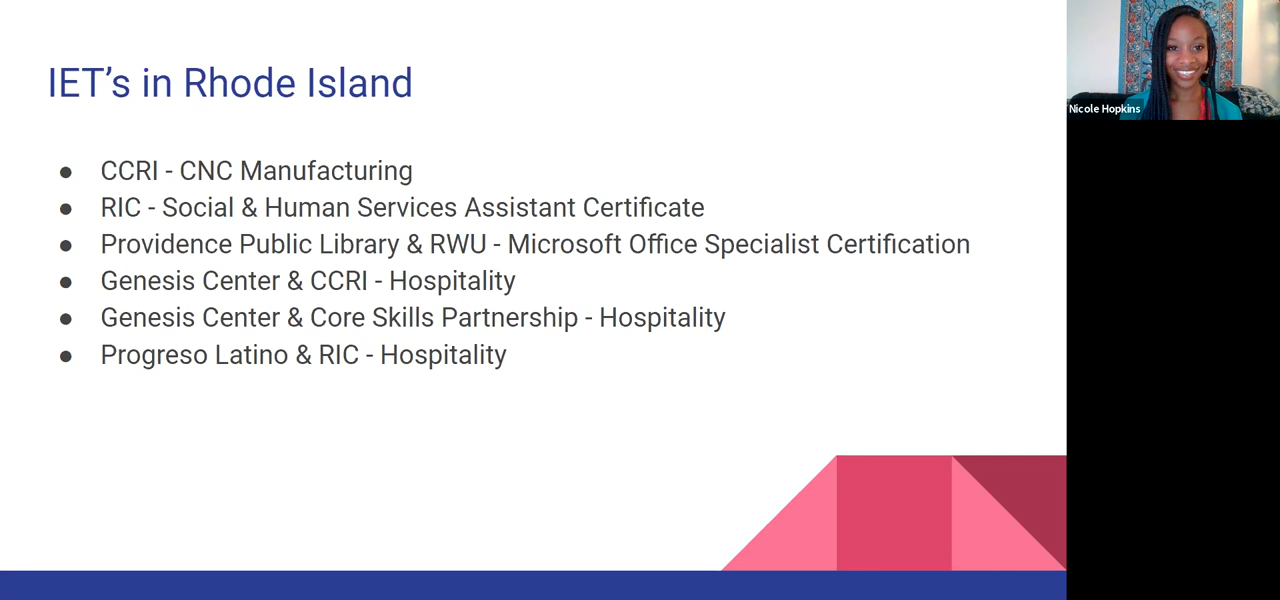 IET’s in Rhode Island
● CCRI - CNC Manufacturing
● RIC - Social & Human Services Assistant Certificate
● Providence Public Library & RWU - Microsoft Office Specialist Certification
● Genesis Center & CCRI - Hospitality
● Genesis Center & Core Skills Partnership - Hospitality
● Progreso Latino & RIC - Hospitality
Nicole Hopkins